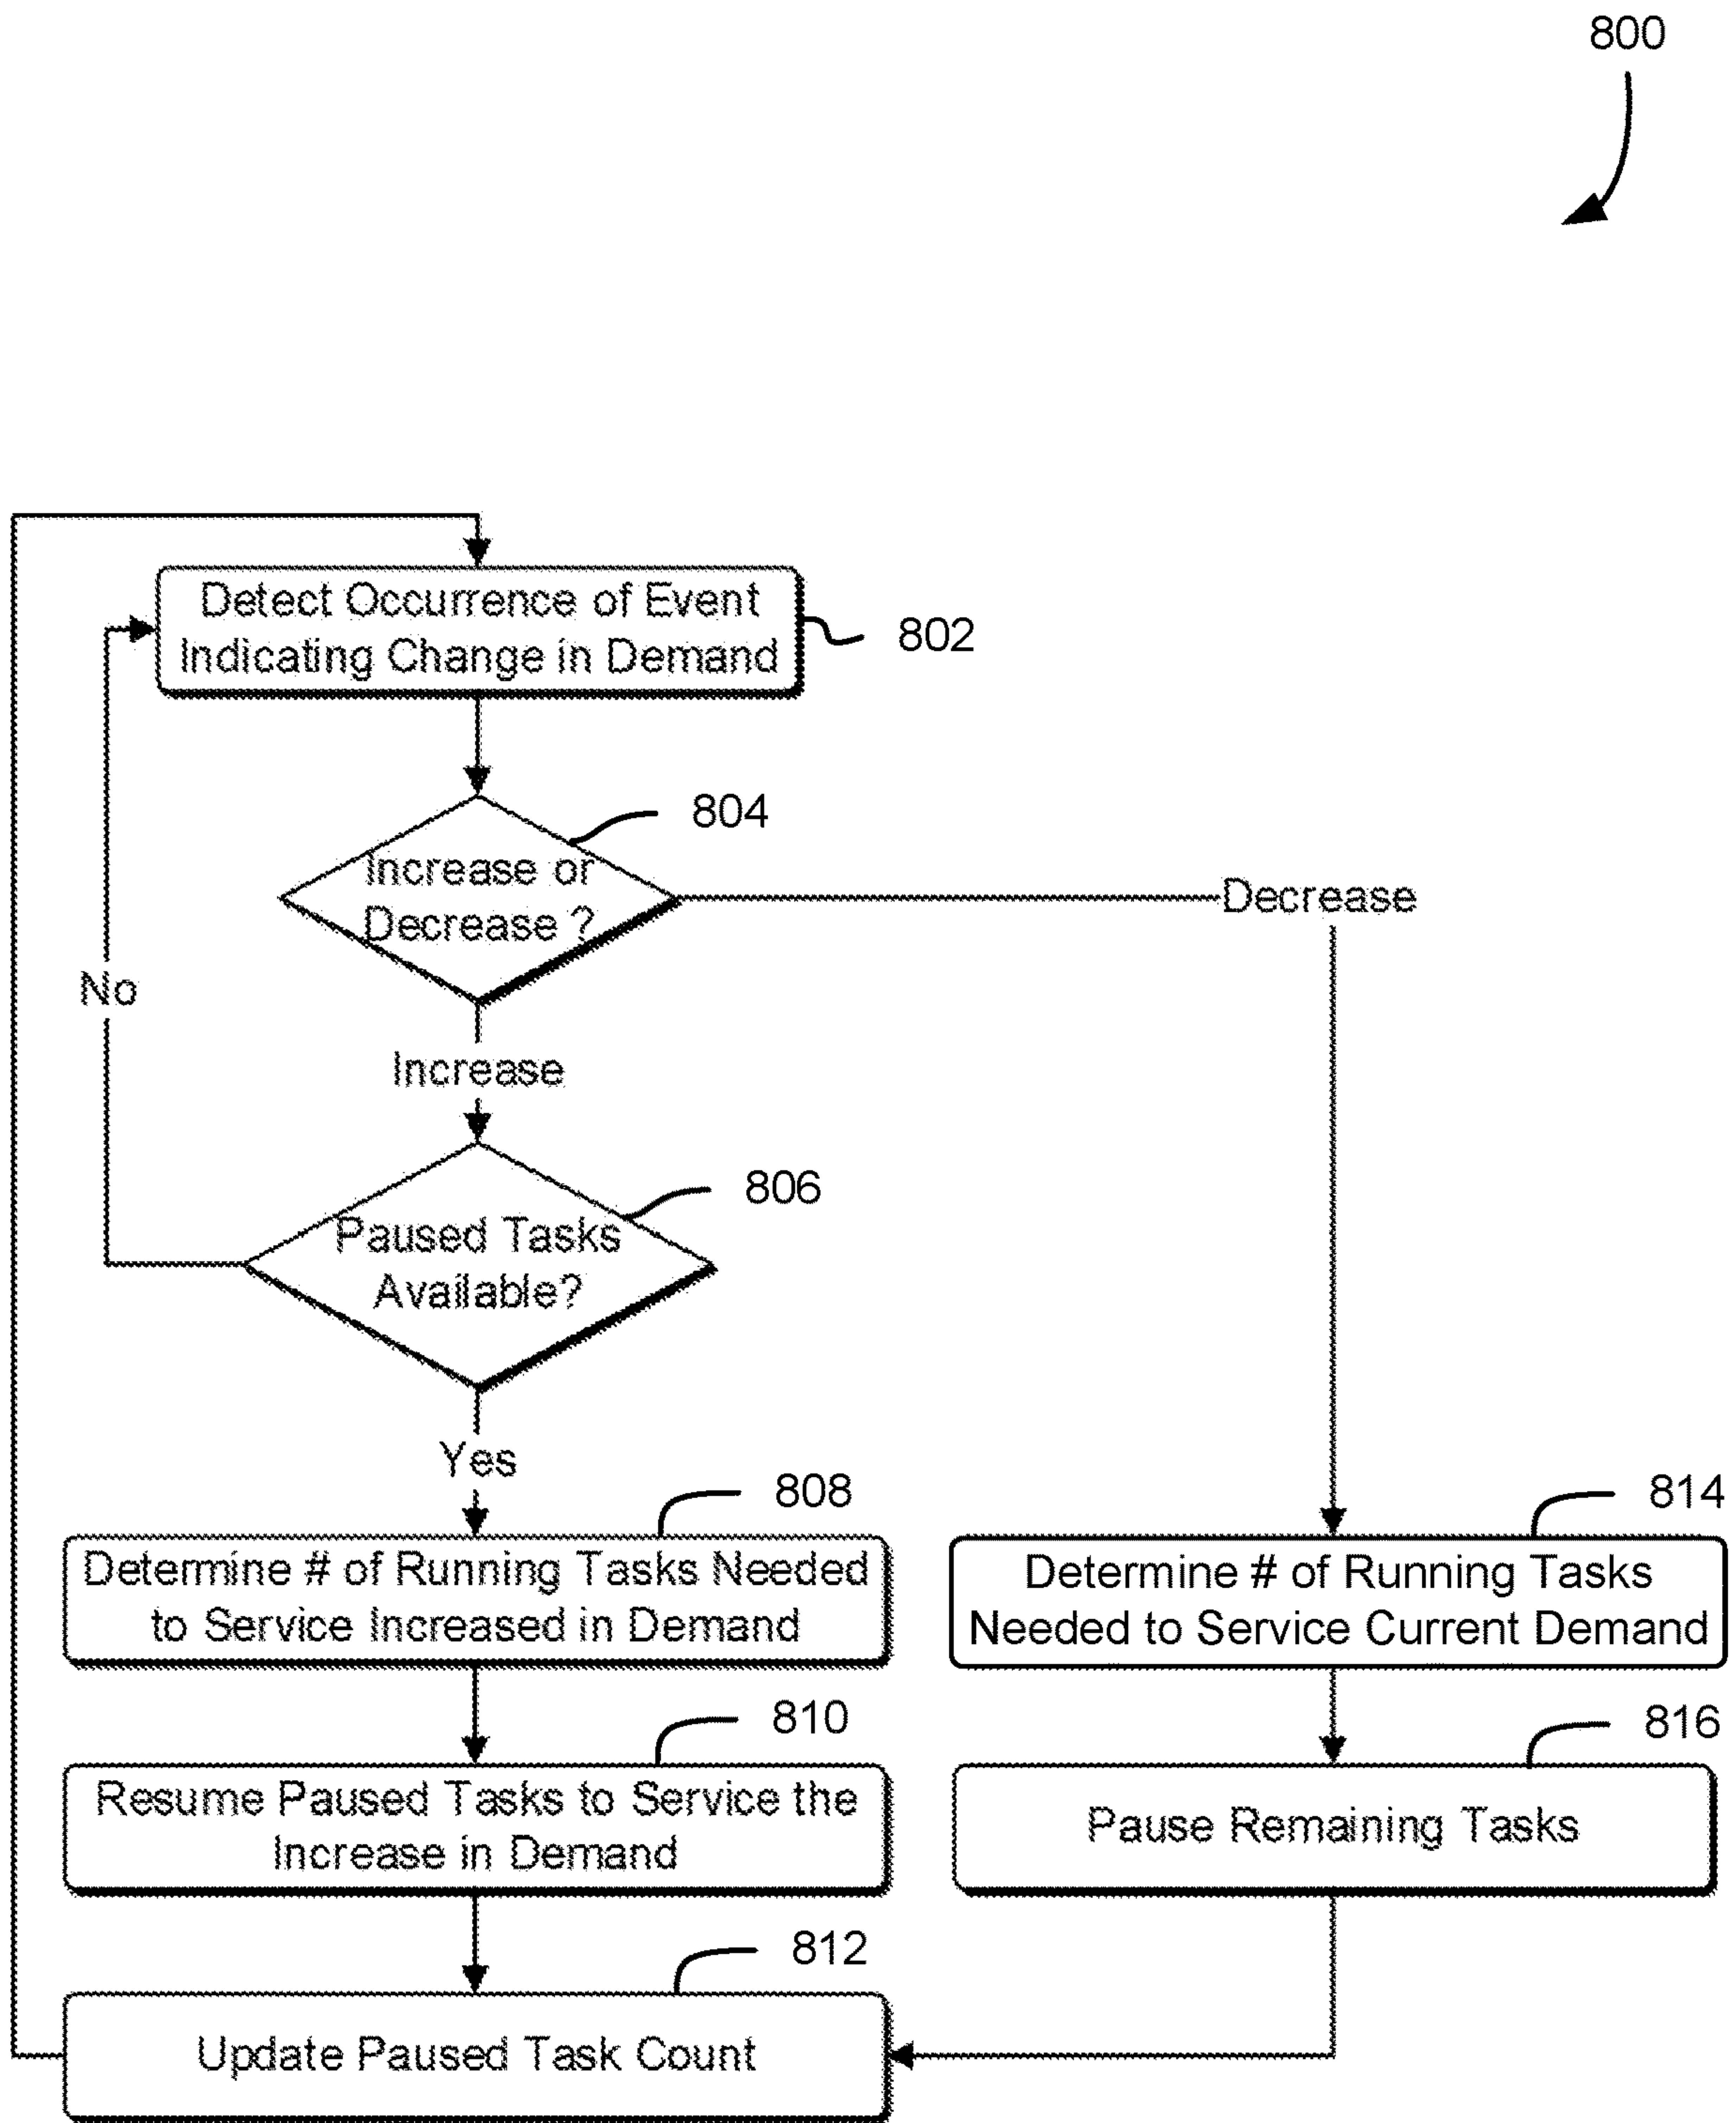 800
Detect Occurrence of Event
Indicating Change in Demand
802
804
Increase or
Decrease ?
Decrease
No
Increase
806
Paused Tasks
Available?
Yes
808
Determine # of Running Tasks Needed
to Service Increased in Demand
814
Determine # of Running Tasks
Needed to Service Current Demand
810
Resume Paused Tasks to Service the
Increase in Demand
816
Pause Remaining Tasks
812
Update Paused Task Count